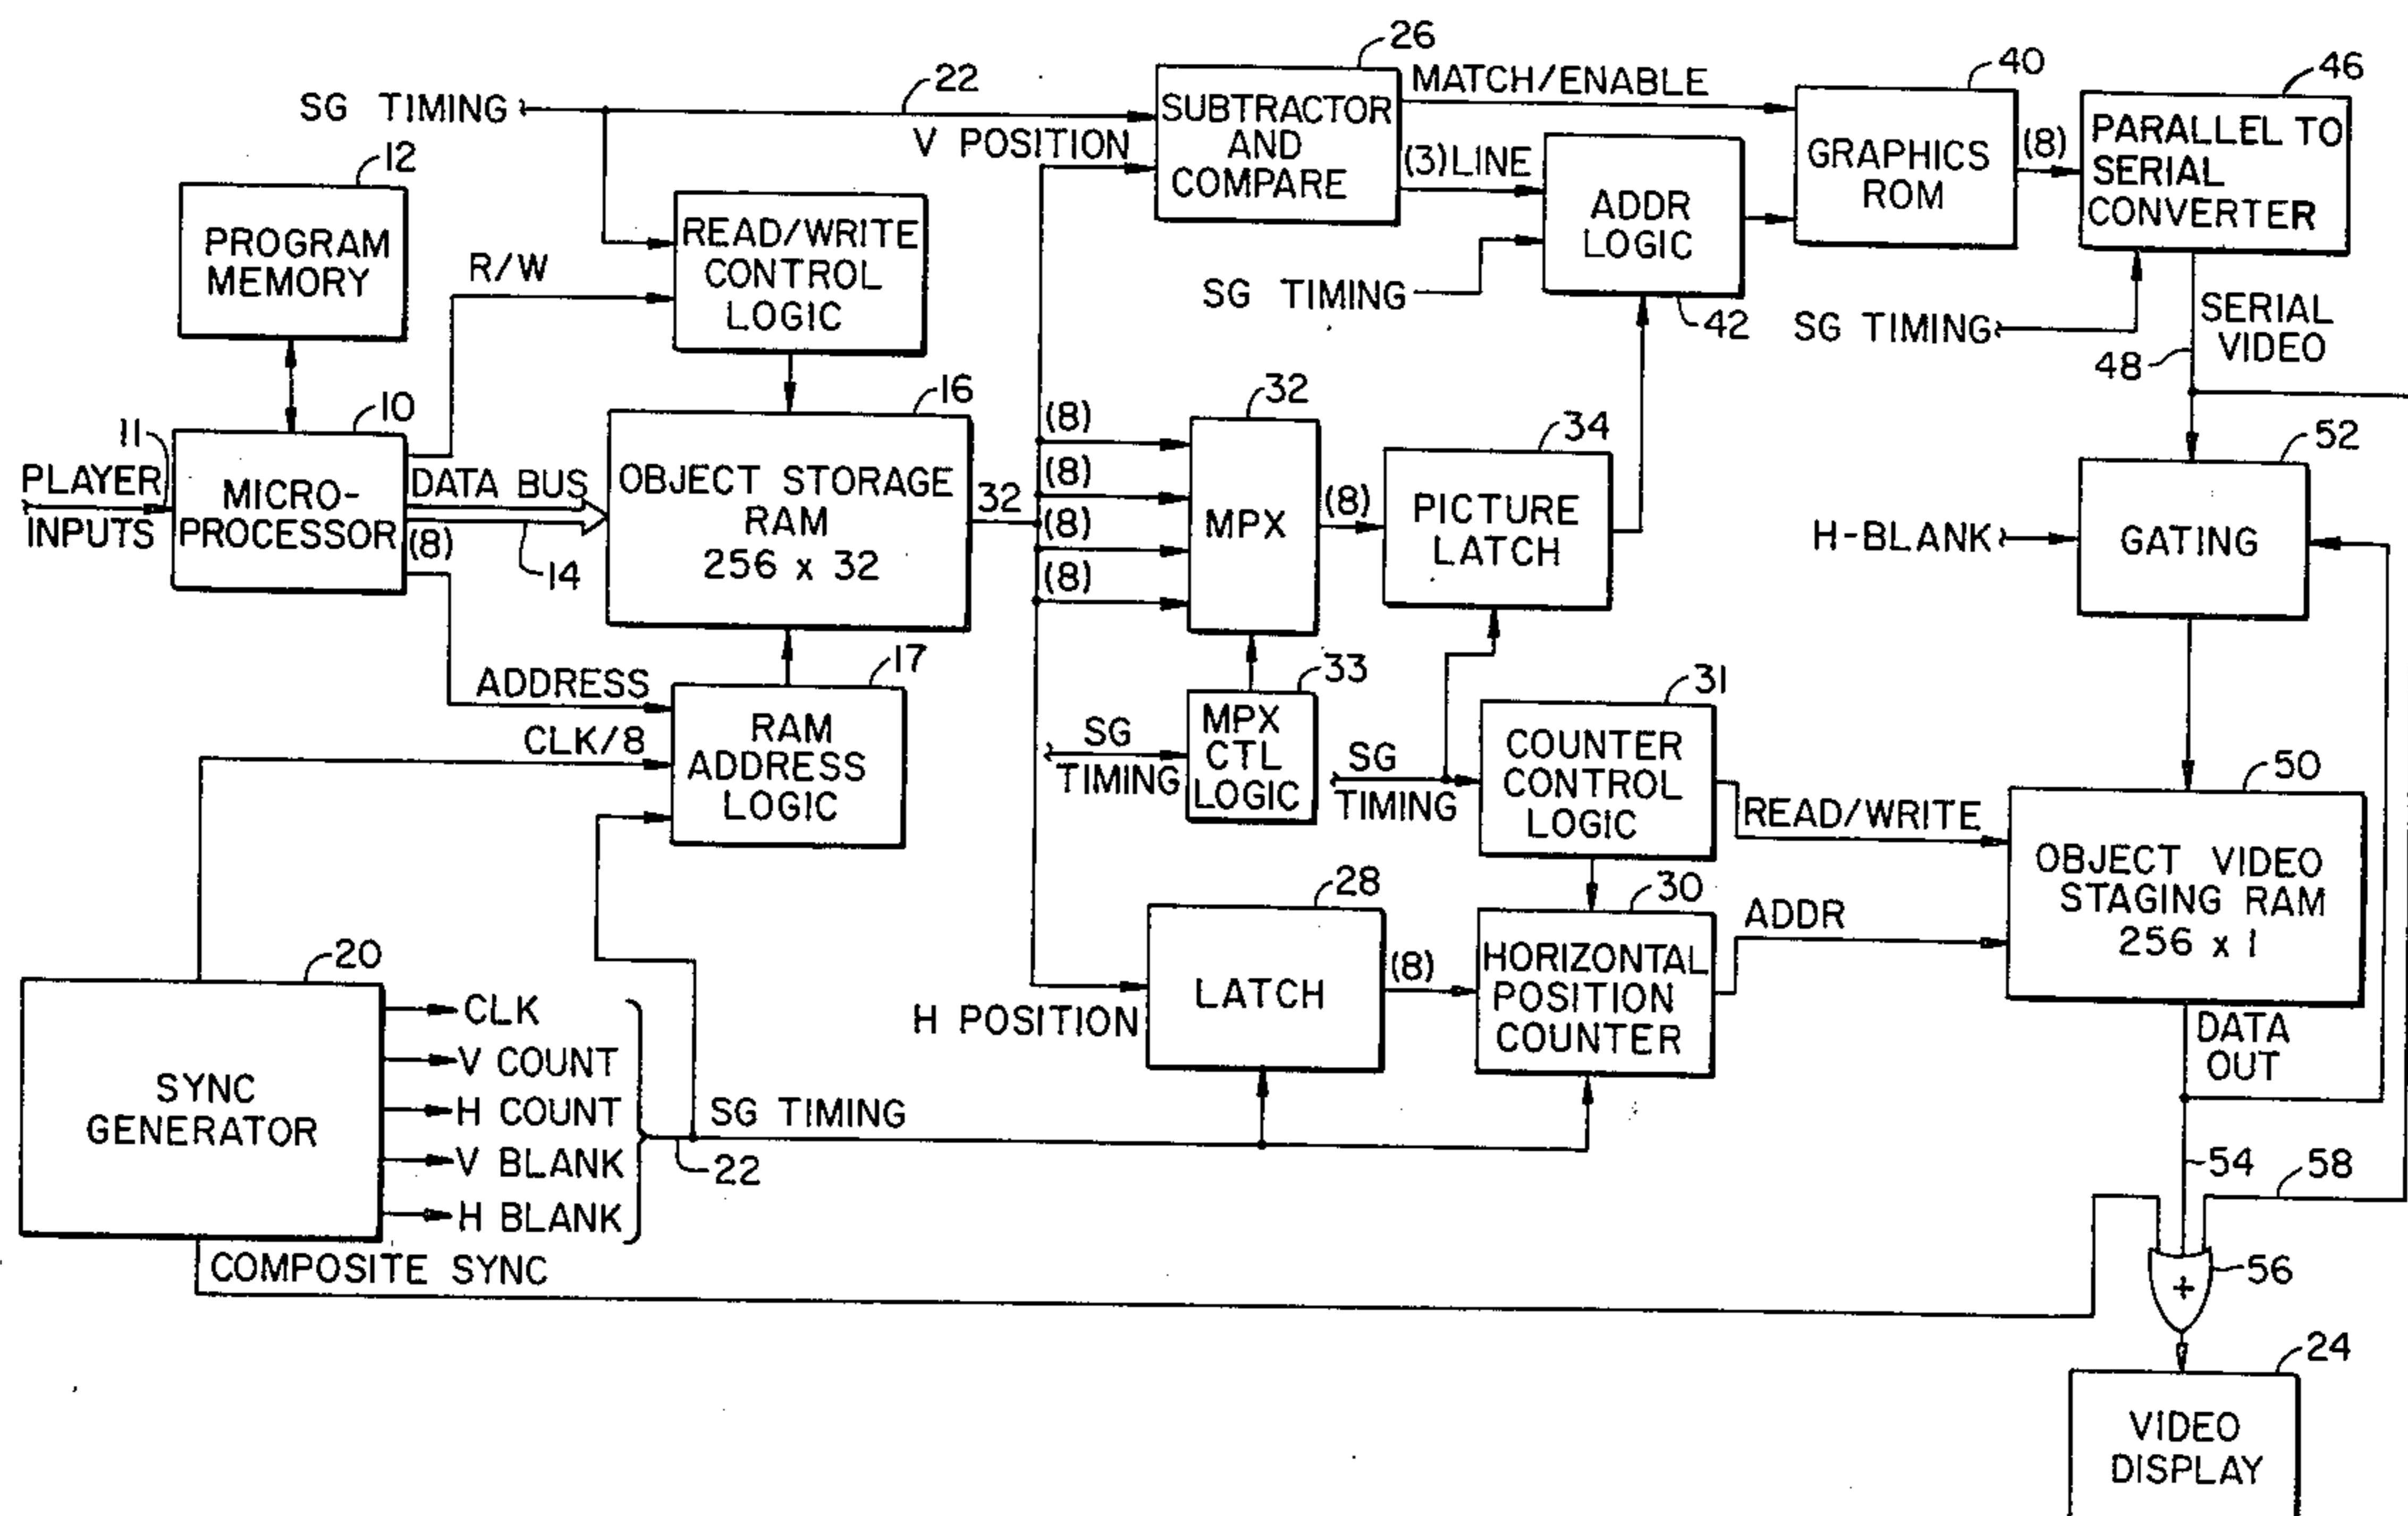 26
40
46
22
SG TIMING
MATCH/ENABLE
V POSITION
SUBTRACTOR
AND
COMPARE
(3) LINE
ADDR
LOGIC
42
SG TIMING
GRAPHICS
ROM
(8)
PARALLEL TO
SERIAL
CONVERTER
SG TIMING
SERIAL
VIDEO
48
12
PROGRAM
MEMORY
R/W
READ/WRITE
CONTROL
LOGIC
11
PLAYER
INPUTS
10
MICRO-
PROCESSOR
DATA BUS
(8)
14
16
OBJECT STORAGE
RAM
256 x 32
32
(8)
(8)
(8)
(8)
32
MPX
(8)
34
PICTURE
LATCH
52
H-BLANK
GATING
ADDRESS
CLK/8
17
RAM
ADDRESS
LOGIC
33
SG
TIMING
MPX
CTL
LOGIC
SG
TIMING
31
COUNTER
CONTROL
LOGIC
READ/WRITE
50
OBJECT VIDEO
STAGING RAM
256 x 1
28
H POSITION
LATCH
(8)
30
HORIZONTAL
POSITION
COUNTER
ADDR
DATA
OUT
20
SYNC
GENERATOR
CLK
V COUNT
H COUNT
V BLANK
H BLANK
SG TIMING
22
COMPOSITE SYNC
54
58
56
24
VIDEO
DISPLAY